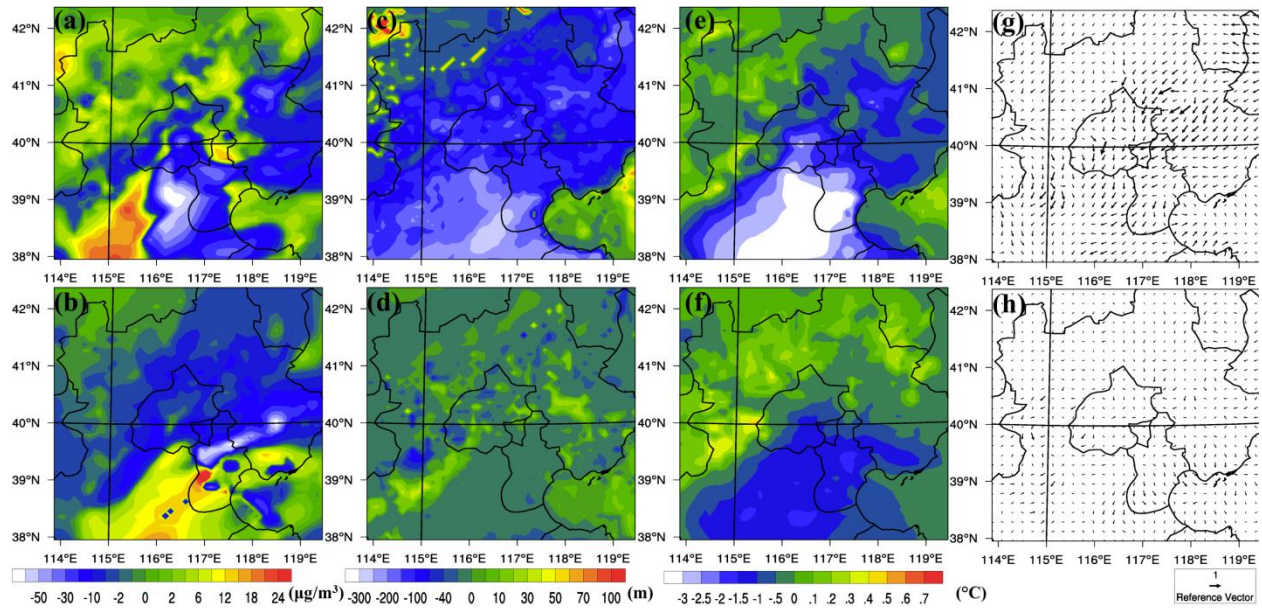 (a) (c) (e) (g)
42°N 42°N 42°N 42°N
41°N 41°N 41°N 41°N
40°N 40°N 40°N 40°N
39°N 39°N 39°N 39°N
38°N 38°N 38°N 38°N
114°E 115°E 116°E 117°E 118°E 119°E 114°E 115°E 116°E 117°E 118°E 119°E 114°E 115°E 116°E 117°E 118°E 119°E 114°E 115°E 116°E 117°E 118°E 119°E
(b) (d) (f) (h)
42°N 42°N 42°N 42°N
41°N 41°N 41°N 41°N
40°N 40°N 40°N 40°N
39°N 39°N 39°N 39°N
38°N 38°N 38°N 38°N
114°E 115°E 116°E 117°E 118°E 119°E 114°E 115°E 116°E 117°E 118°E 119°E 114°E 115°E 116°E 117°E 118°E 119°E 114°E 115°E 116°E 117°E 118°E 119°E
-50 -30 -10 -2 0 2 6 12 18 24 (μg/m³) -300 -200 -100 -40 0 10 30 50 70 100 (m) -3 -2.5 -2 -1.5 -1 -.5 0 .1 .2 .3 .4 .5 .6 .7 (°C)
1
Reference Vector